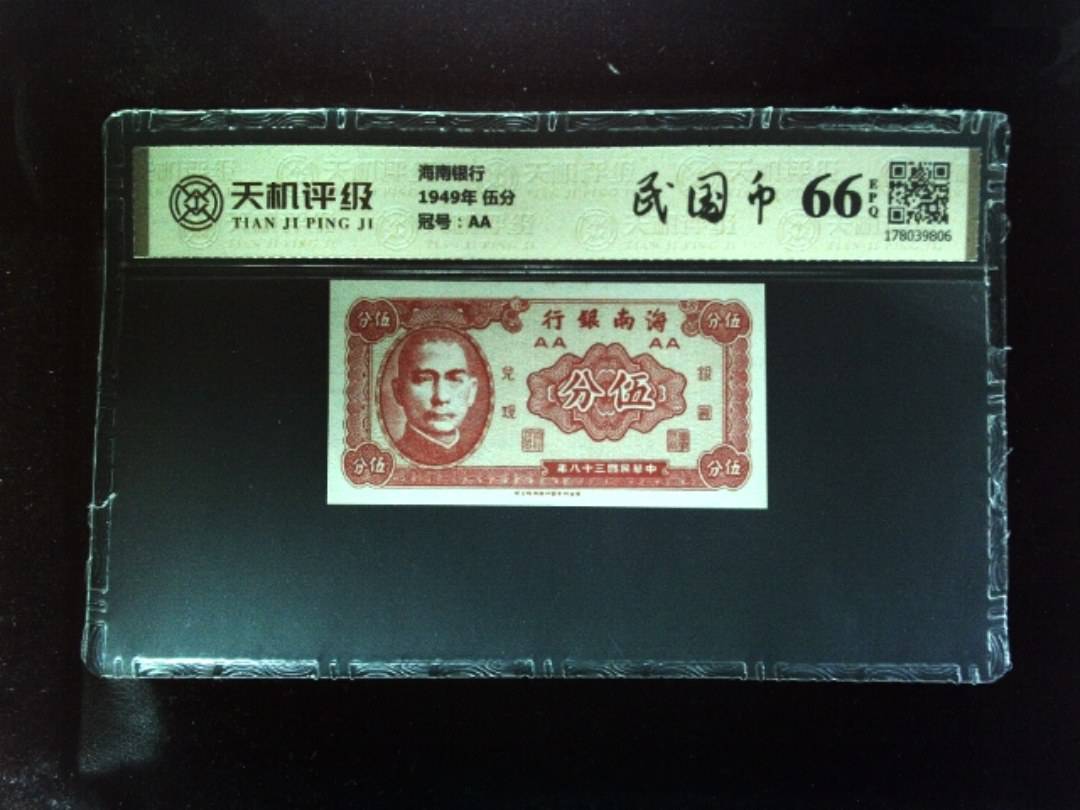 天机评级
TIAN JI PING JI
海南银行
1949年 伍分
冠号：AA
民国币
66
EPQ
178039806
分伍
行銀南海
分伍
AA
AA
兌現
分伍
銀圓
分伍
年八十三國民華中
分伍